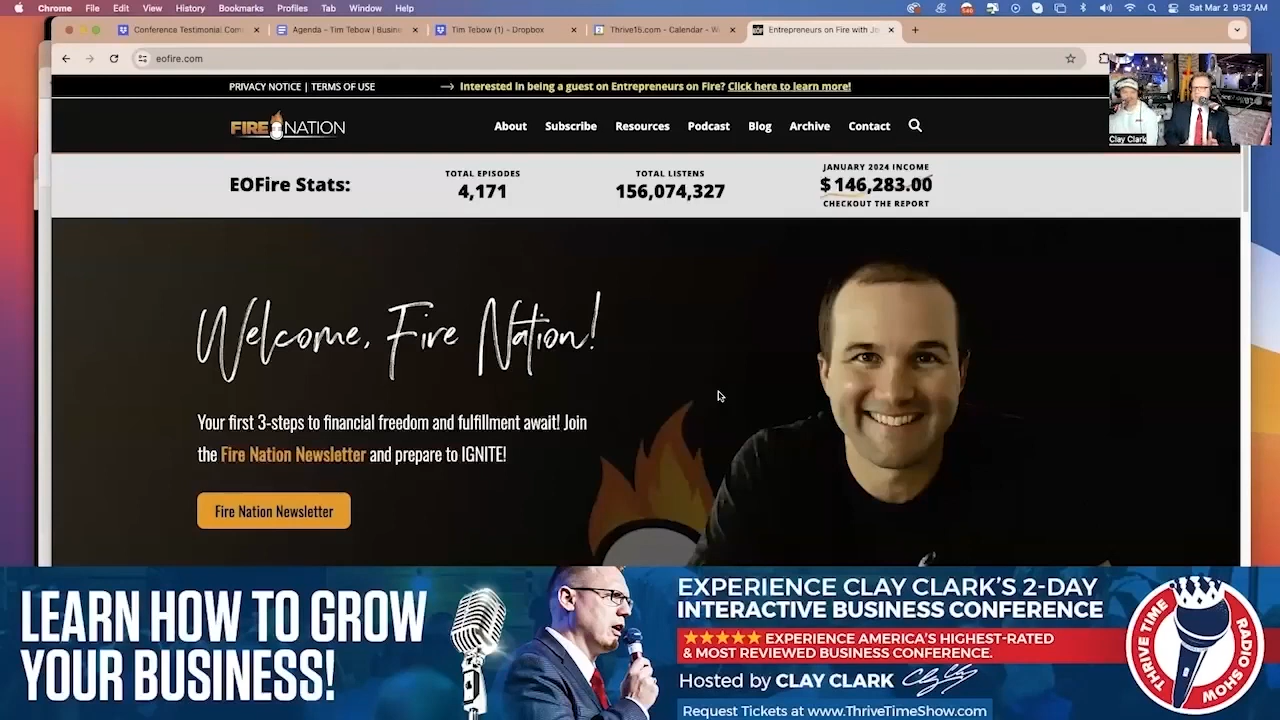 Chrome File Edit View History Bookmarks Profiles Tab Window Help
Sat Mar 2 9:32 AM
Conference Testimonial Com
Agenda - Tim Tebow | Busin
Tim Tebow (1) - Dropbox
Thrive15.com - Calendar - W
Entrepreneurs on Fire with Jo
eofire.com
PRIVACY NOTICE | TERMS OF USE
Interested in being a guest on Entrepreneurs on Fire? Click here to learn more!
FIRE NATION
About Subscribe Resources Podcast Blog Archive Contact
Clay Clark
EOFire Stats:
TOTAL EPISODES
4,171
TOTAL LISTENS
156,074,327
JANUARY 2024 INCOME
$146,283.00
CHECKOUT THE REPORT
Welcome, Fire Nation!
Your first 3-steps to financial freedom and fulfillment await! Join
the Fire Nation Newsletter and prepare to IGNITE!
Fire Nation Newsletter
LEARN HOW TO GROW
YOUR BUSINESS!
EXPERIENCE CLAY CLARK'S 2-DAY
INTERACTIVE BUSINESS CONFERENCE
EXPERIENCE AMERICA'S HIGHEST-RATED
& MOST REVIEWED BUSINESS CONFERENCE.
Hosted by CLAY CLARK
Request Tickets at www.ThriveTimeShow.com
THRIVE TIME
RADIO SHOW